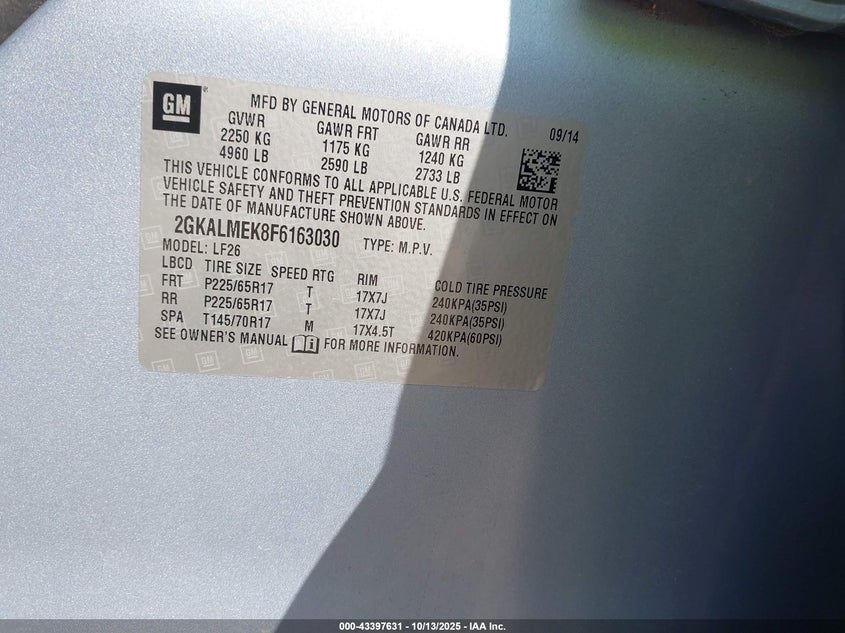 GM ®
MFD BY GENERAL MOTORS OF CANADA LTD. 09/14
GVWR GAWR FRT GAWR RR
2250 KG 1175 KG 1240 KG
4960 LB 2590 LB 2733 LB
THIS VEHICLE CONFORMS TO ALL APPLICABLE U.S. FEDERAL MOTOR
VEHICLE SAFETY AND THEFT PREVENTION STANDARDS IN EFFECT ON
THE DATE OF MANUFACTURE SHOWN ABOVE.
2GKALMEK8F6163030 TYPE: M.P.V.
MODEL: LF26
LBCD TIRE SIZE SPEED RTG RIM COLD TIRE PRESSURE
FRT P225/65R17 T 17X7J 240KPA(35PSI)
RR P225/65R17 T 17X7J 240KPA(35PSI)
SPA T145/70R17 M 17X4.5T 420KPA(60PSI)
SEE OWNER'S MANUAL i FOR MORE INFORMATION.
000-43397631 - 10/13/2025 - IAA Inc.